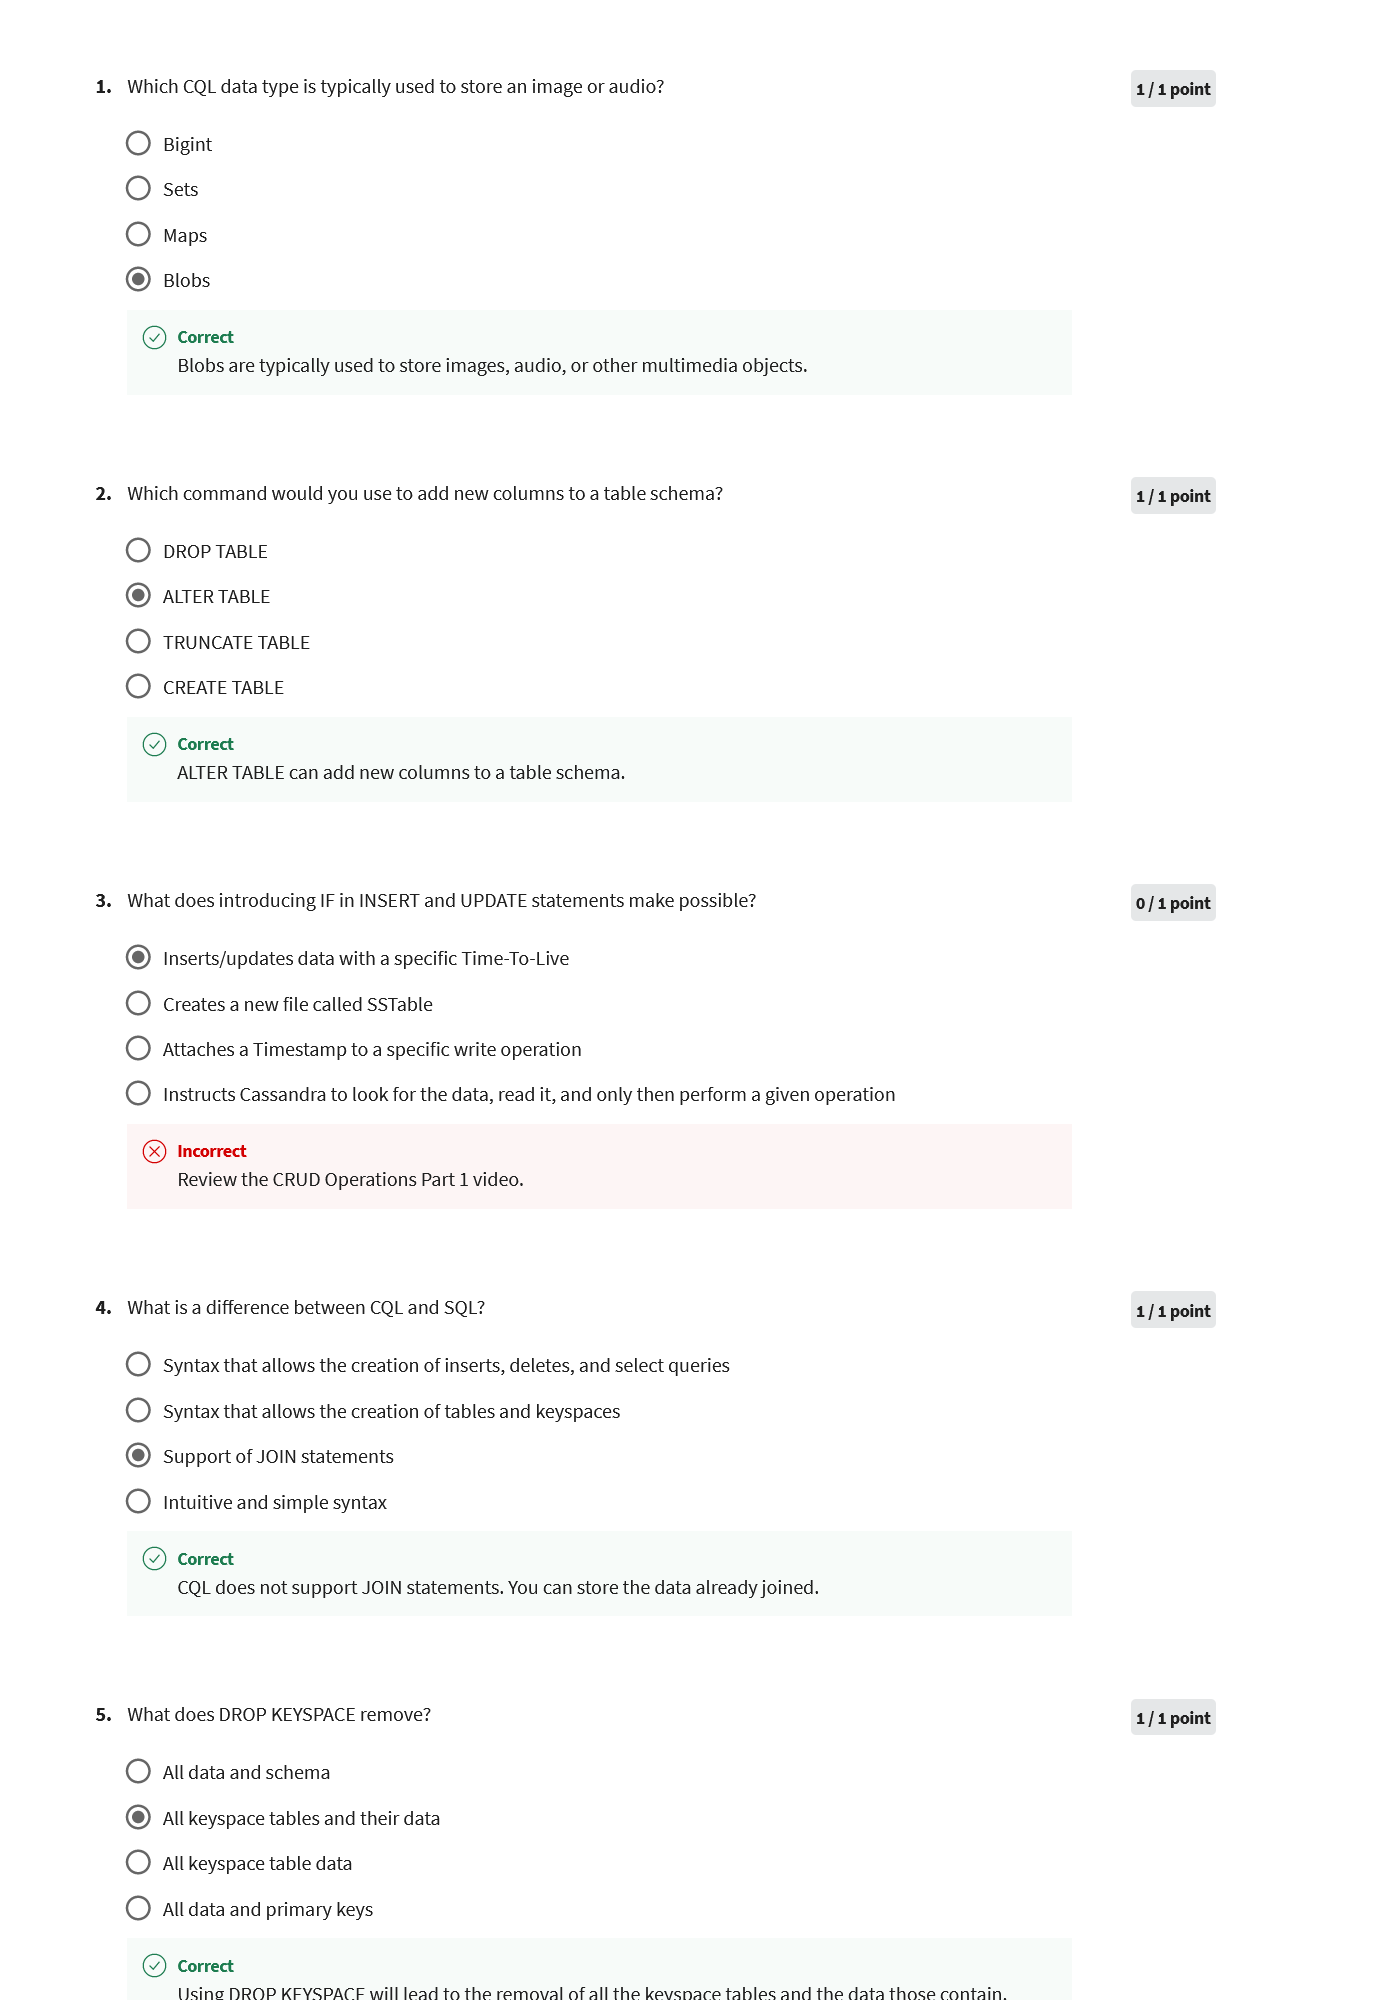 1. Which CQL data type is typically used to store an image or audio?
1 / 1 point
Bigint
Sets
Maps
Blobs
Correct
Blobs are typically used to store images, audio, or other multimedia objects.
2. Which command would you use to add new columns to a table schema?
1 / 1 point
DROP TABLE
ALTER TABLE
TRUNCATE TABLE
CREATE TABLE
Correct
ALTER TABLE can add new columns to a table schema.
3. What does introducing IF in INSERT and UPDATE statements make possible?
0 / 1 point
Inserts/updates data with a specific Time-To-Live
Creates a new file called SSTable
Attaches a Timestamp to a specific write operation
Instructs Cassandra to look for the data, read it, and only then perform a given operation
Incorrect
Review the CRUD Operations Part 1 video.
4. What is a difference between CQL and SQL?
1 / 1 point
Syntax that allows the creation of inserts, deletes, and select queries
Syntax that allows the creation of tables and keyspaces
Support of JOIN statements
Intuitive and simple syntax
Correct
CQL does not support JOIN statements. You can store the data already joined.
5. What does DROP KEYSPACE remove?
1 / 1 point
All data and schema
All keyspace tables and their data
All keyspace table data
All data and primary keys
Correct
Using DROP KEYSPACE will lead to the removal of all the keyspace tables and the data those contain.